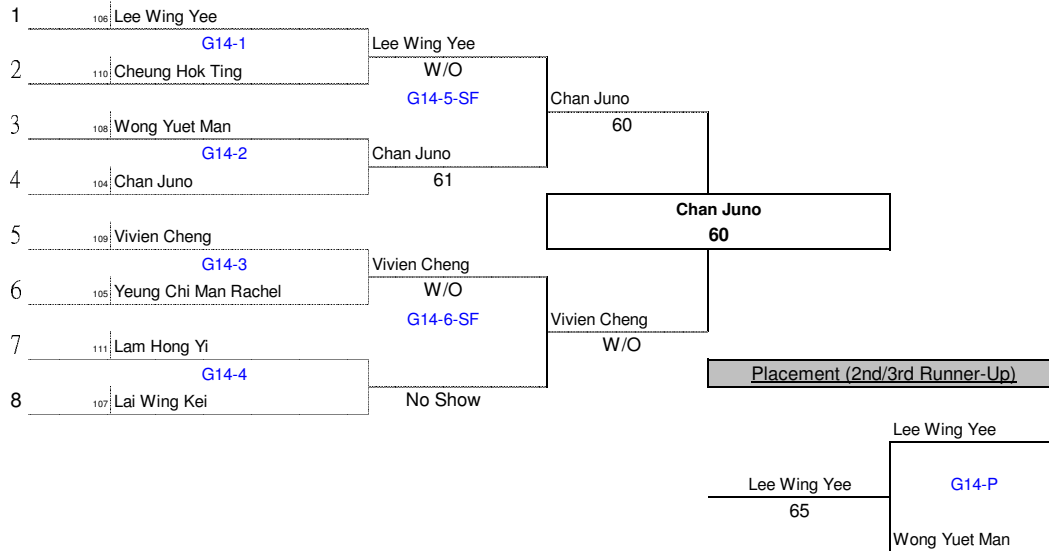 1 106 Lee Wing Yee
G14-1 Lee Wing Yee
2 110 Cheung Hok Ting W/O
G14-5-SF Chan Juno
3 108 Wong Yuet Man 60
G14-2 Chan Juno
4 104 Chan Juno 61
Chan Juno
5 109 Vivien Cheng 60
G14-3 Vivien Cheng
6 105 Yeung Chi Man Rachel W/O
G14-6-SF Vivien Cheng
7 111 Lam Hong Yi W/O
G14-4 Placement (2nd/3rd Runner-Up)
8 107 Lai Wing Kei No Show
Lee Wing Yee
Lee Wing Yee G14-P
65
Wong Yuet Man